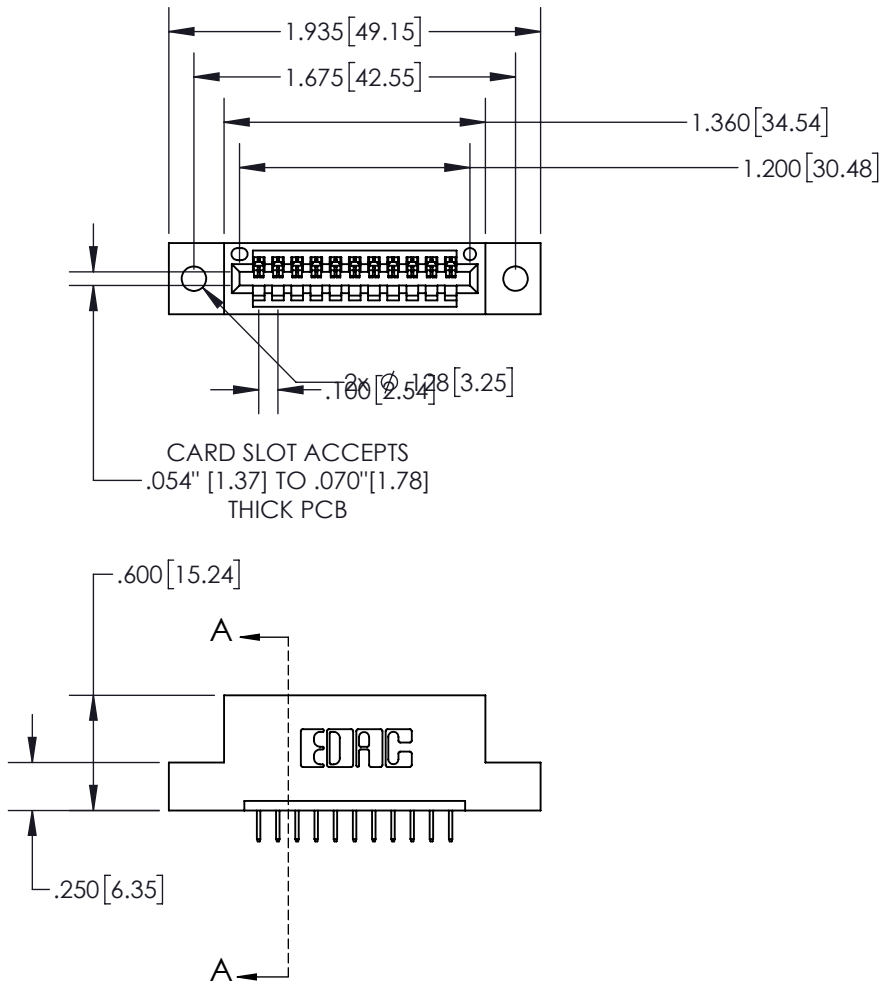 1.935[49.15]
1.675[42.55]
1.360[34.54]
1.200[30.48]
2x Ø .128[3.25]
.100[2.54]
CARD SLOT ACCEPTS
.054" [1.37] TO .070"[1.78]
THICK PCB
.600[15.24]
A
EDAC
.250[6.35]
A